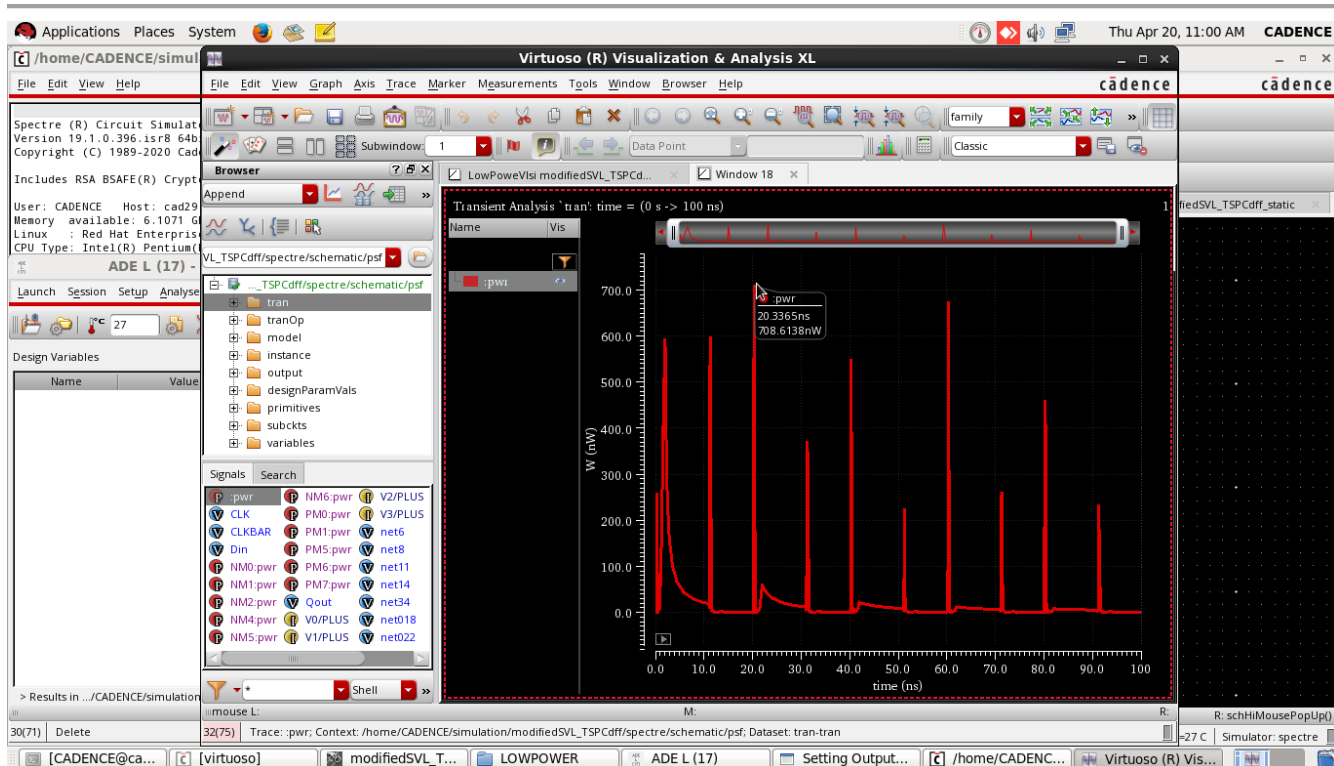 Applications Places System
Thu Apr 20, 11:00 AM CADENCE
/home/CADENCE/simul
Virtuoso (R) Visualization & Analysis XL
File Edit View Help
File Edit View Graph Axis Trace Marker Measurements Tools Window Browser Help
cādence
cādence
family
»
Subwindow: 1
Data Point
Classic
Spectre (R) Circuit Simulat
Version 19.1.0.396.isr8 64b
Copyright (C) 1989-2020 Cad
Includes RSA BSAFE(R) Crypt
User: CADENCE Host: cad29
Memory available: 6.1071 G
Linux : Red Hat Enterpris
CPU Type: Intel(R) Pentium(
ADE L (17) -
Launch Session Setup Analyse
27
Design Variables
Name Value
> Results in .../CADENCE/simulation
30(71) Delete
Browser
Append
»
VL_TSPCdff/spectre/schematic/psf
..._TSPCdff/spectre/schematic/psf
tran
tranOp
model
instance
output
designParamVals
primitives
subckts
variables
Signals Search
:pwr NM6:pwr V2/PLUS
CLK PM0:pwr V3/PLUS
CLKBAR PM1:pwr net6
Din PM5:pwr net8
NM0:pwr PM6:pwr net11
NM1:pwr PM7:pwr net14
NM2:pwr Qout net34
NM4:pwr V0/PLUS net018
NM5:pwr V1/PLUS net022
* Shell »
LowPoweVlsi modifiedSVL_TSPCd...
Window 18
Transient Analysis `tran': time = (0 s -> 100 ns)
1
Name Vis
:pwr
700.0
600.0
500.0
400.0
300.0
200.0
100.0
0.0
W (nW)
:pwr
20.3365ns
708.6138nW
0.0 10.0 20.0 30.0 40.0 50.0 60.0 70.0 80.0 90.0 100
time (ns)
fiedSVL_TSPCdff_static
mouse L: M: R:
R: schHiMousePopUp()
32(75) Trace: :pwr; Context: /home/CADENCE/simulation/modifiedSVL_TSPCdff/spectre/schematic/psf; Dataset: tran-tran
=27 C Simulator: spectre
[CADENCE@ca... [virtuoso] modifiedSVL_T... LOWPOWER ADE L (17) Setting Output... /home/CADENC... Virtuoso (R) Vis...